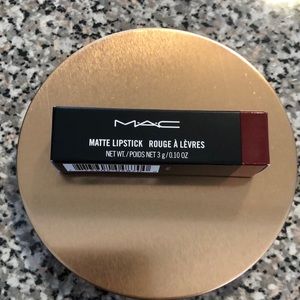 MAC
MATTE LIPSTICK ROUGE À LÈVRES
NET WT. / POIDS NET 3 g / 0.10 OZ